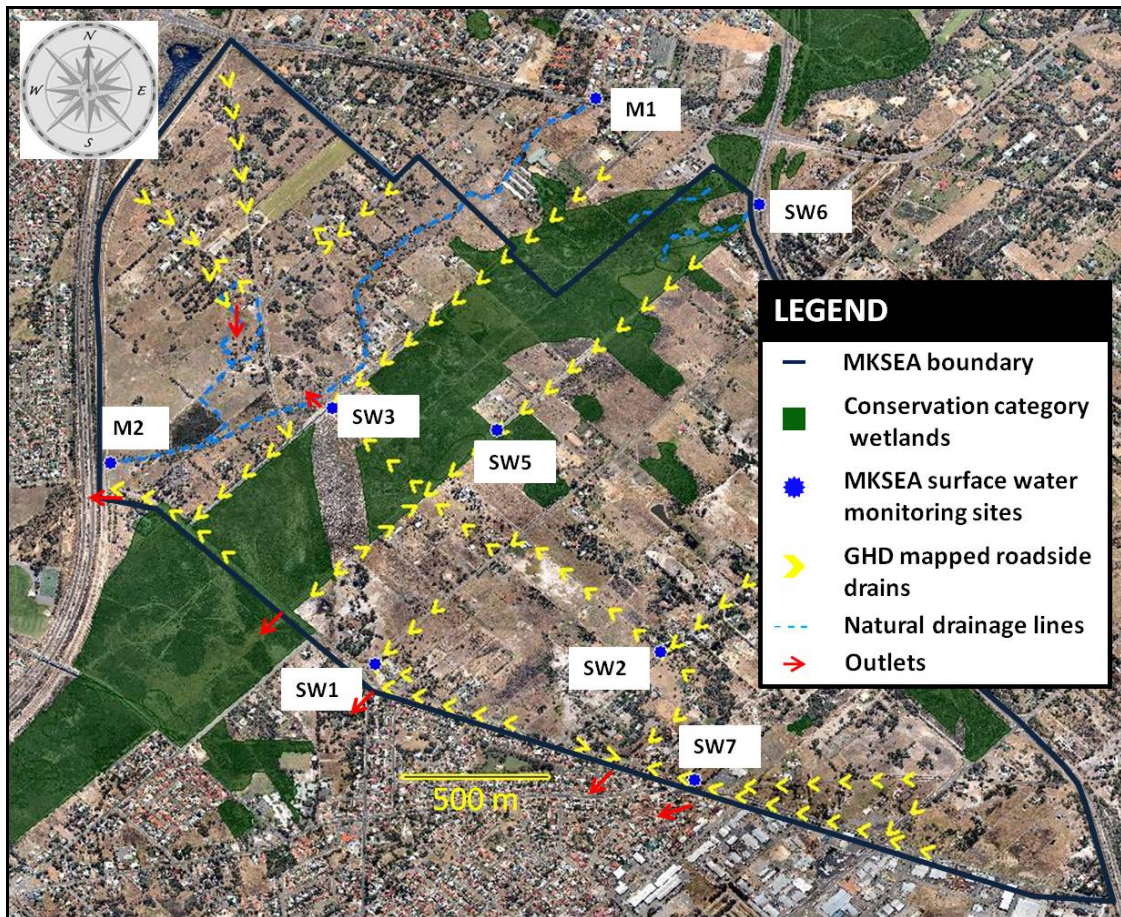 N
W
E
S
M1
SW6
LEGEND
MKSEA boundary
Conservation category
wetlands
MKSEA surface water
monitoring sites
GHD mapped roadside
drains
Natural drainage lines
Outlets
M2
SW3
SW5
SW2
SW1
SW7
500 m